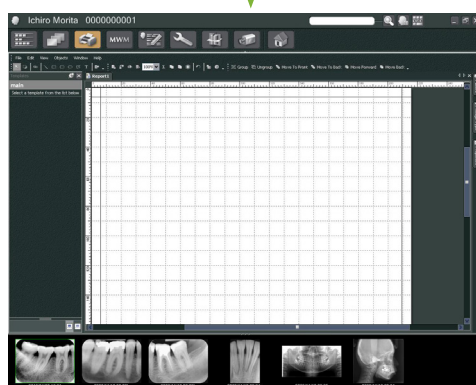 Ichiro Morita   0000000001
MWM
File Edit View Objects Window Help
100% Group Ungroup Move To Front Move To Back Move Forward Move Back
Report1
main
Select a template from the list below